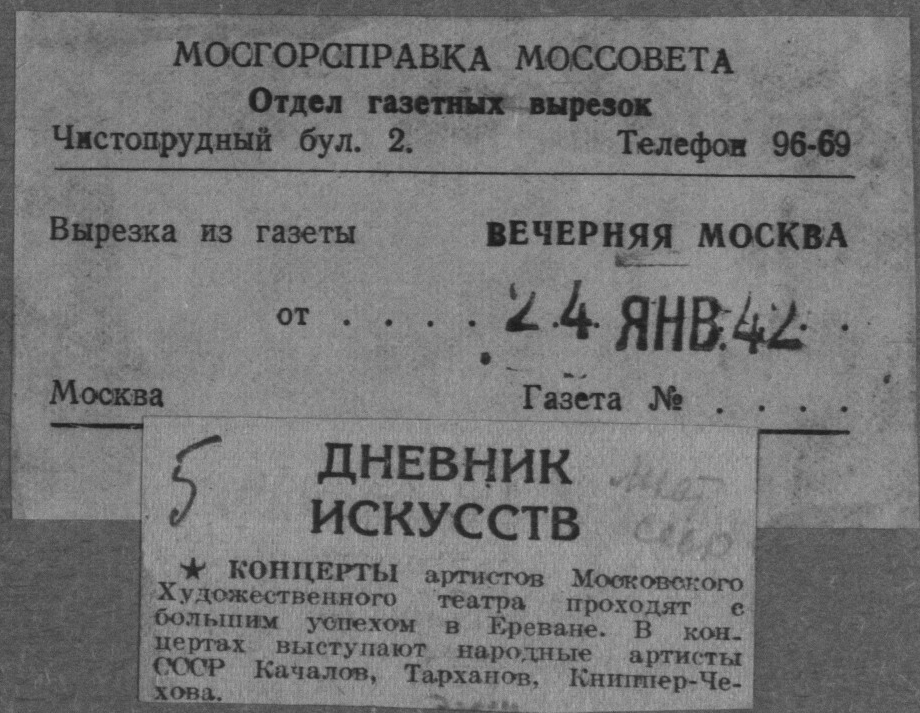 МОСГОРСПРАВКА МОССОВЕТА
Отдел газетных вырезок
Чистопрудный бул. 2. Телефон 96-69
Вырезка из газеты ВЕЧЕРНЯЯ МОСКВА
от . . . . 24 ЯНВ. 42 . .
Москва Газета № . . . .
5
ДНЕВНИК
ИСКУССТВ
★ КОНЦЕРТЫ артистов Московского
Художественного театра проходят с
большим успехом в Ереване. В кон-
цертах выступают народные артисты
СССР Качалов, Тарханов, Книппер-Че-
хова.